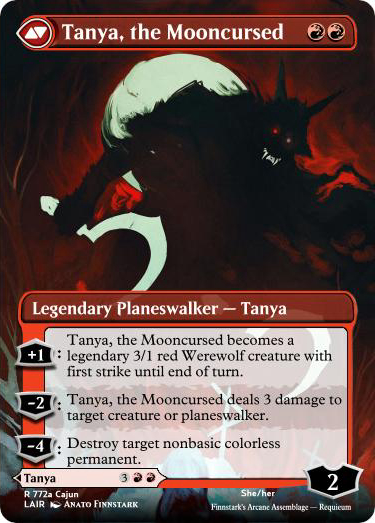 Tanya, the Mooncursed
Legendary Planeswalker — Tanya
+1: Tanya, the Mooncursed becomes a
legendary 3/1 red Werewolf creature with
first strike until end of turn.
-2: Tanya, the Mooncursed deals 3 damage to
target creature or planeswalker.
-4: Destroy target nonbasic colorless
permanent.
Tanya 3
2
R 772a Cajun
She/her
LAIR Anato Finnstark
Finnstark's Arcane Assemblage — Requieum